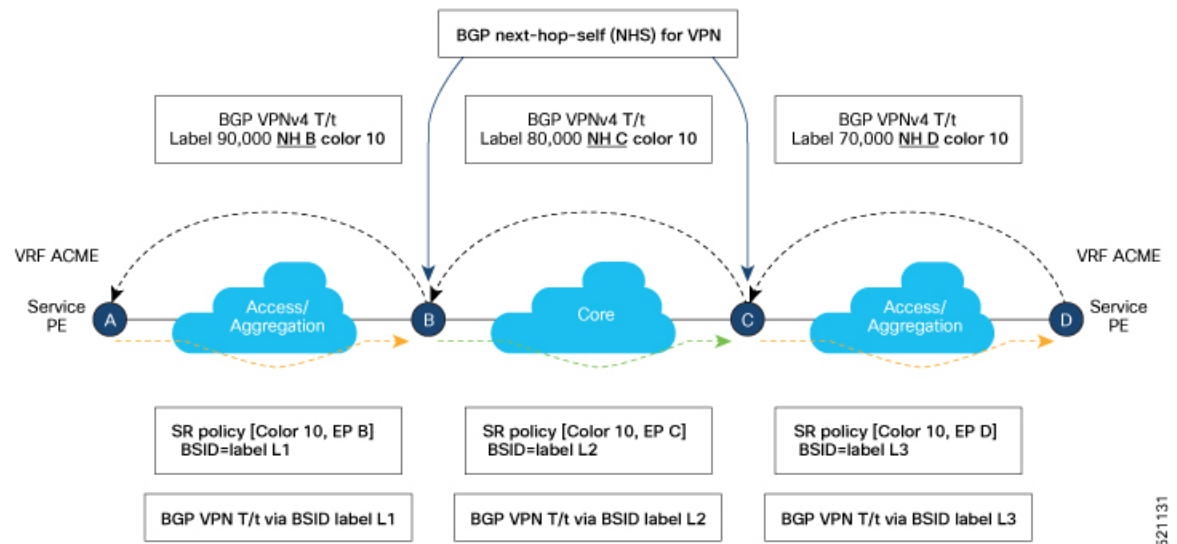 BGP next-hop-self (NHS) for VPN
BGP VPNv4 T/t
Label 90,000 NH B color 10
BGP VPNv4 T/t
Label 80,000 NH C color 10
BGP VPNv4 T/t
Label 70,000 NH D color 10
VRF ACME
VRF ACME
Service
PE
A
Access/
Aggregation
B
Core
C
Access/
Aggregation
D
Service
PE
SR policy [Color 10, EP B]
BSID=label L1
SR policy [Color 10, EP C]
BSID=label L2
SR policy [Color 10, EP D]
BSID=label L3
BGP VPN T/t via BSID label L1
BGP VPN T/t via BSID label L2
BGP VPN T/t via BSID label L3
521131